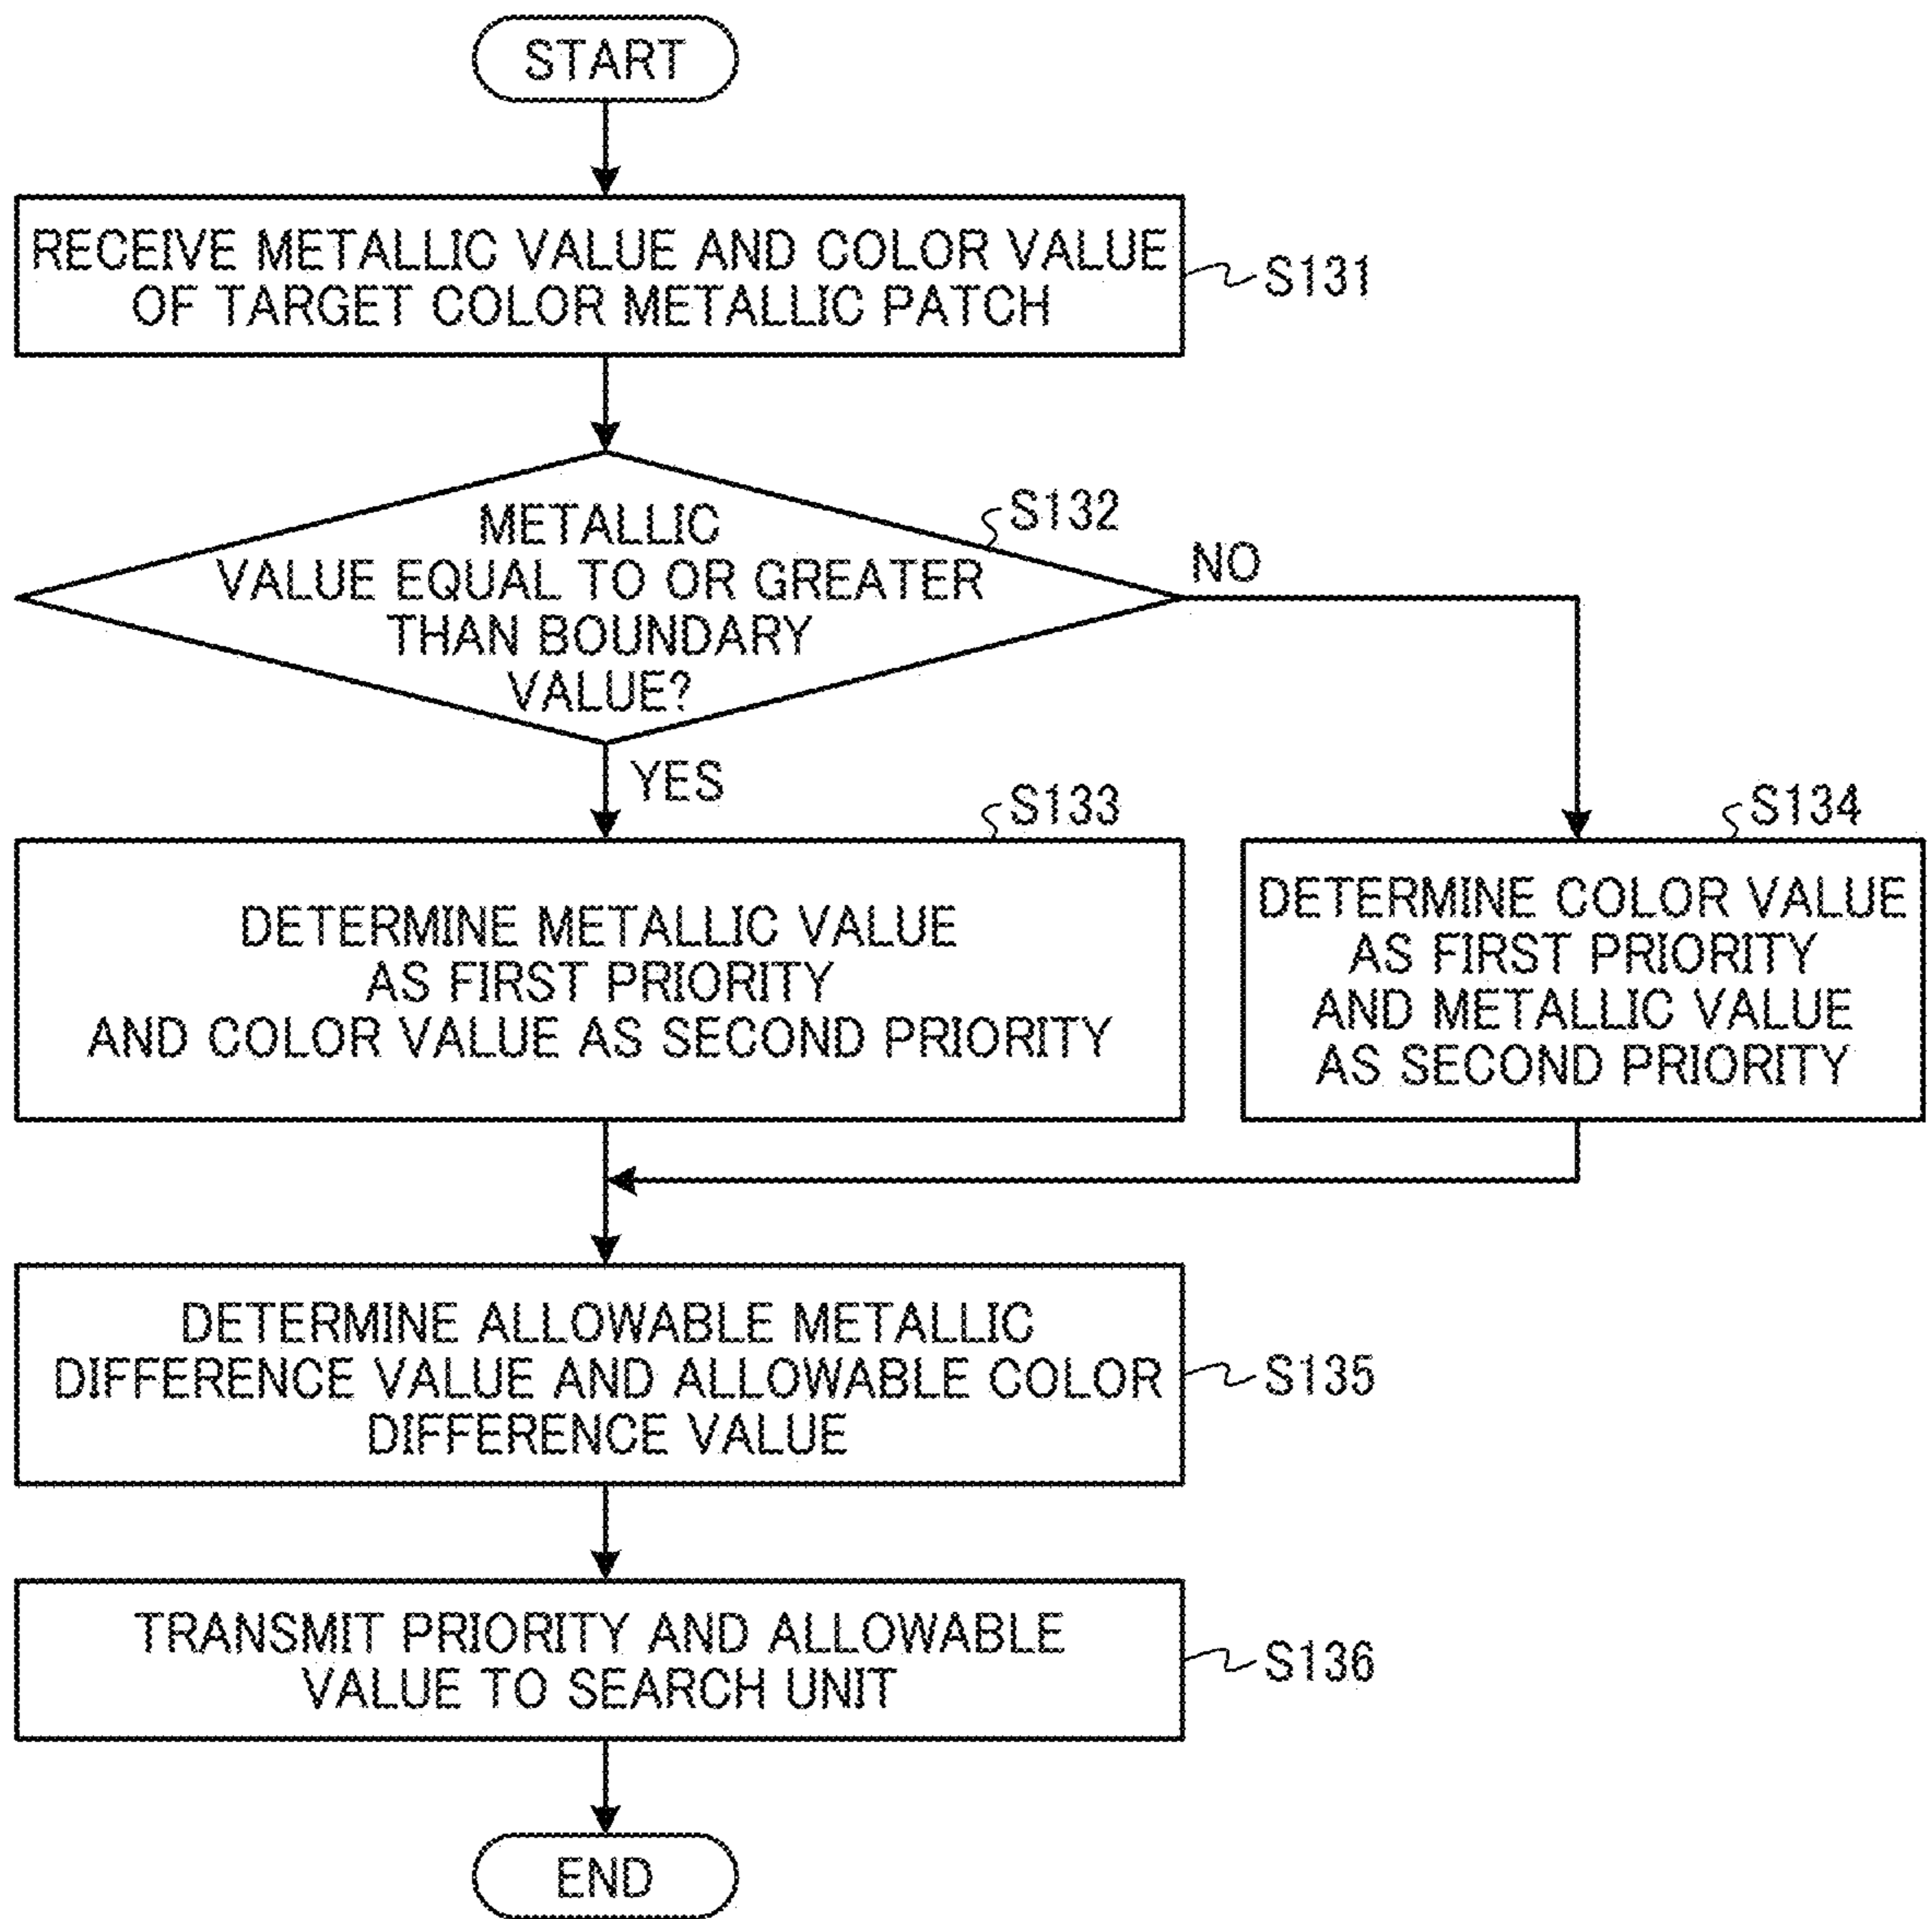 START
RECEIVE METALLIC VALUE AND COLOR VALUE
OF TARGET COLOR METALLIC PATCH
S131
METALLIC
VALUE EQUAL TO OR GREATER
THAN BOUNDARY
VALUE?
S132
NO
YES
S133
DETERMINE METALLIC VALUE
AS FIRST PRIORITY
AND COLOR VALUE AS SECOND PRIORITY
S134
DETERMINE COLOR VALUE
AS FIRST PRIORITY
AND METALLIC VALUE
AS SECOND PRIORITY
DETERMINE ALLOWABLE METALLIC
DIFFERENCE VALUE AND ALLOWABLE COLOR
DIFFERENCE VALUE
S135
TRANSMIT PRIORITY AND ALLOWABLE
VALUE TO SEARCH UNIT
S136
END